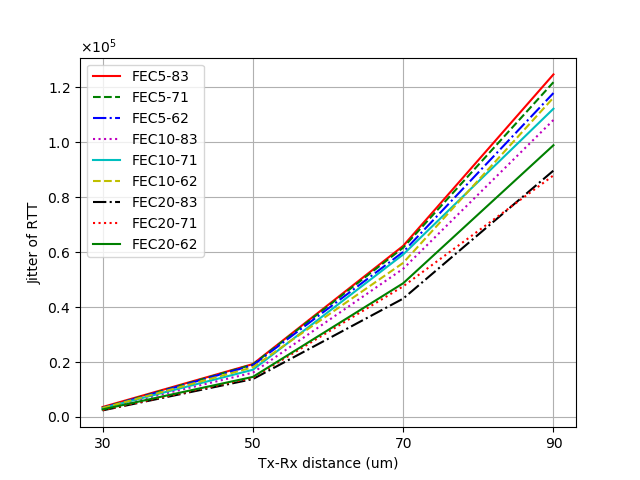 ×10⁵
1.2
1.0
0.8
0.6
0.4
0.2
0.0
Jitter of RTT
FEC5-83
FEC5-71
FEC5-62
FEC10-83
FEC10-71
FEC10-62
FEC20-83
FEC20-71
FEC20-62
30 50 70 90
Tx-Rx distance (um)